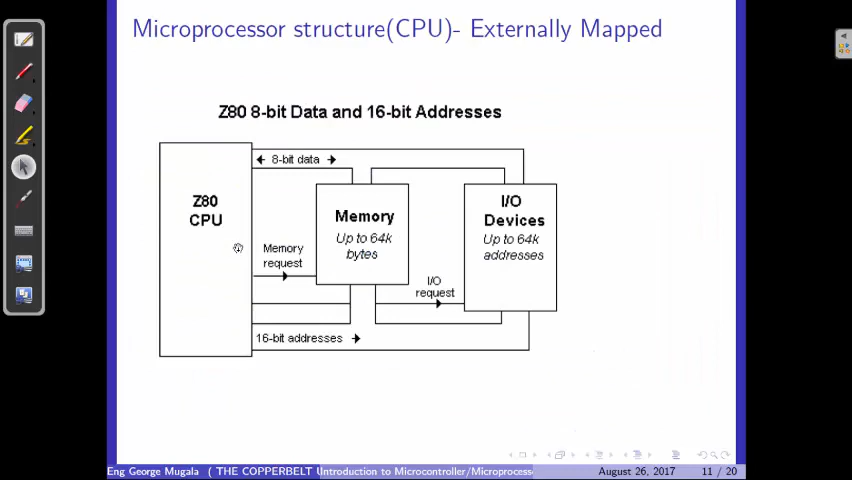 Microprocessor structure(CPU)- Externally Mapped
Z80 8-bit Data and 16-bit Addresses
8-bit data
Z80
CPU
Memory
Up to 64k
bytes
I/O
Devices
Up to 64k
addresses
Memory
request
I/O
request
16-bit addresses
Eng George Mugala ( THE COPPERBELT UIntroduction to Microcontroller/Microprocess August 26, 2017 11 / 20